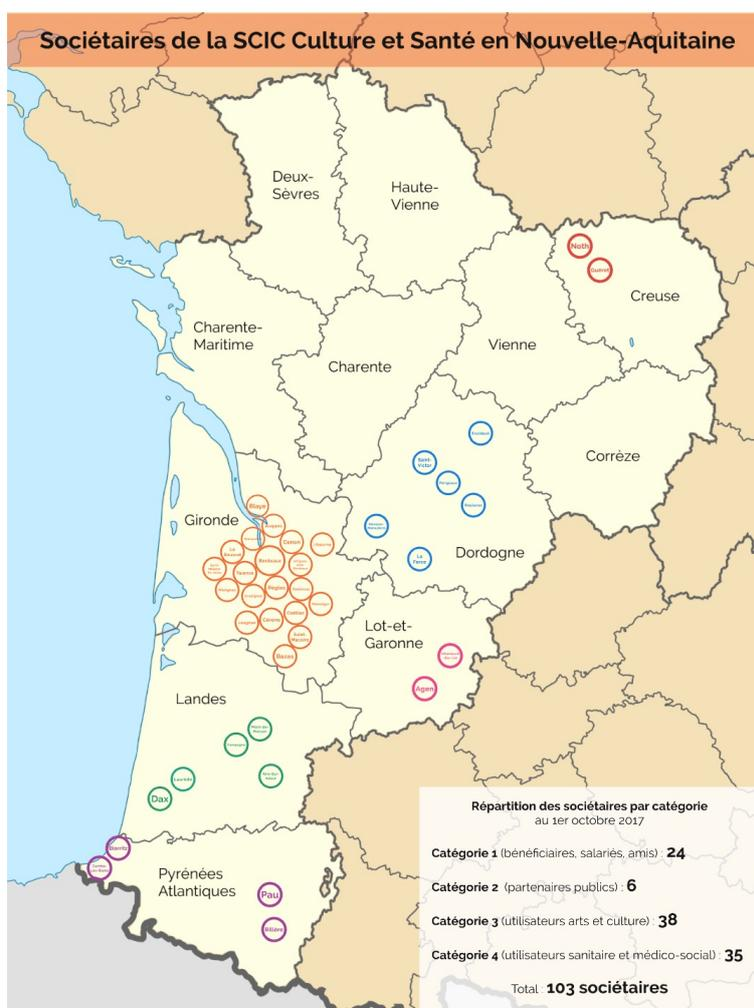 Sociétaires de la SCIC Culture et Santé en Nouvelle-Aquitaine
Deux-
Sèvres
Haute-
Vienne
Noth
Guéret
Creuse
Charente-
Maritime
Charente
Vienne
Corrèze
Saint-
Victor
Périgueux
La
Force
Dordogne
Gironde
Blaye
Cenon
Libourne
Bordeaux
Talence
Bègles
Créon
Cadillac
Saint-
Macaire
Bazas
Lot-et-
Garonne
Agen
Landes
Mont-de-
Marsan
Dax
Biarritz
Pyrénées
Atlantiques
Pau
Billère
Répartition des sociétaires par catégorie
au 1er octobre 2017
Catégorie 1 (bénéficiaires, salariés, amis) : 24
Catégorie 2 (partenaires publics) : 6
Catégorie 3 (utilisateurs arts et culture) : 38
Catégorie 4 (utilisateurs sanitaire et médico-social) : 35
Total : 103 sociétaires